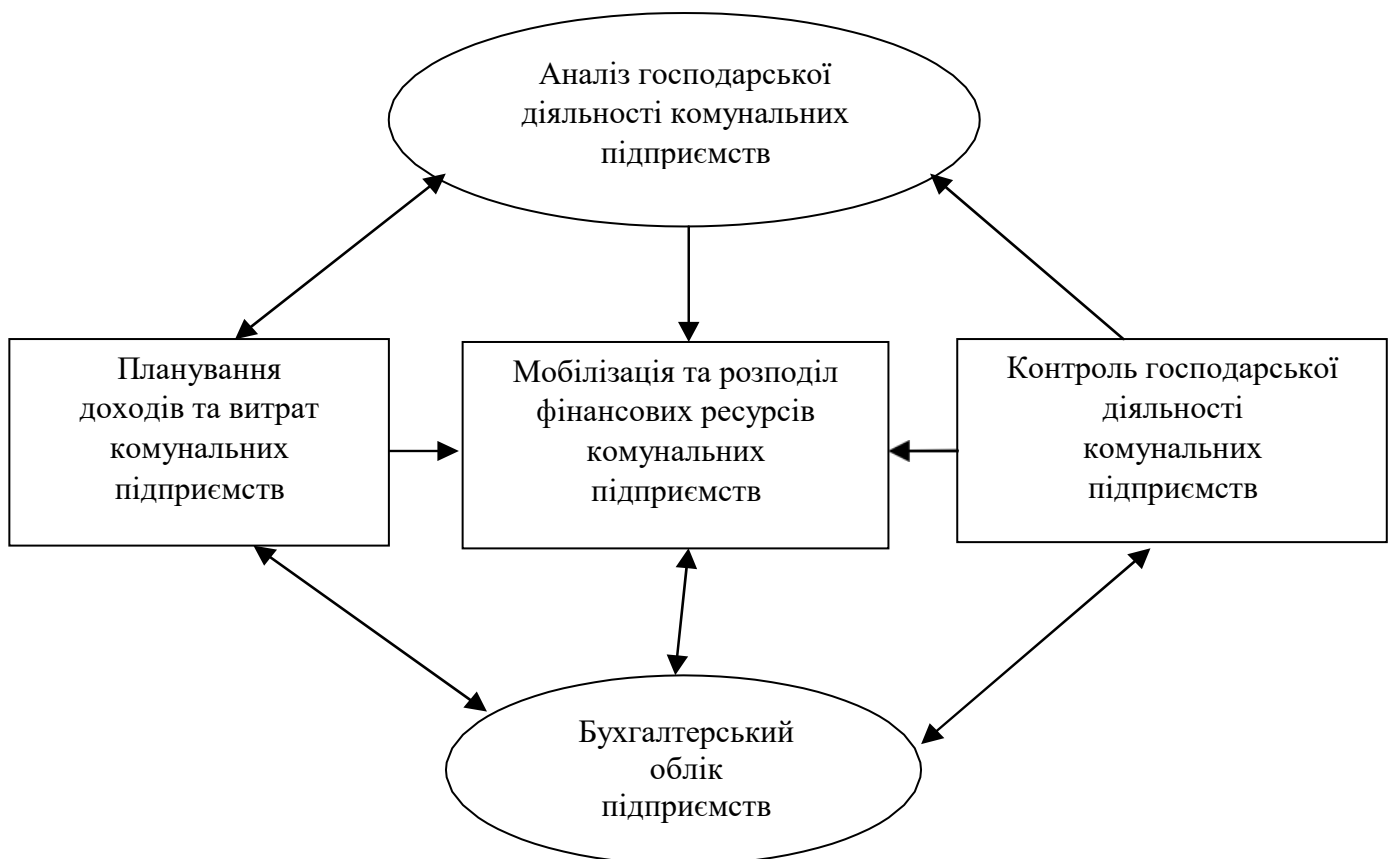 Аналіз господарської
діяльності комунальних
підприємств
Планування
доходів та витрат
комунальних
підприємств
Мобілізація та розподіл
фінансових ресурсів
комунальних
підприємств
Контроль господарської
діяльності
комунальних
підприємств
Бухгалтерський
облік
підприємств